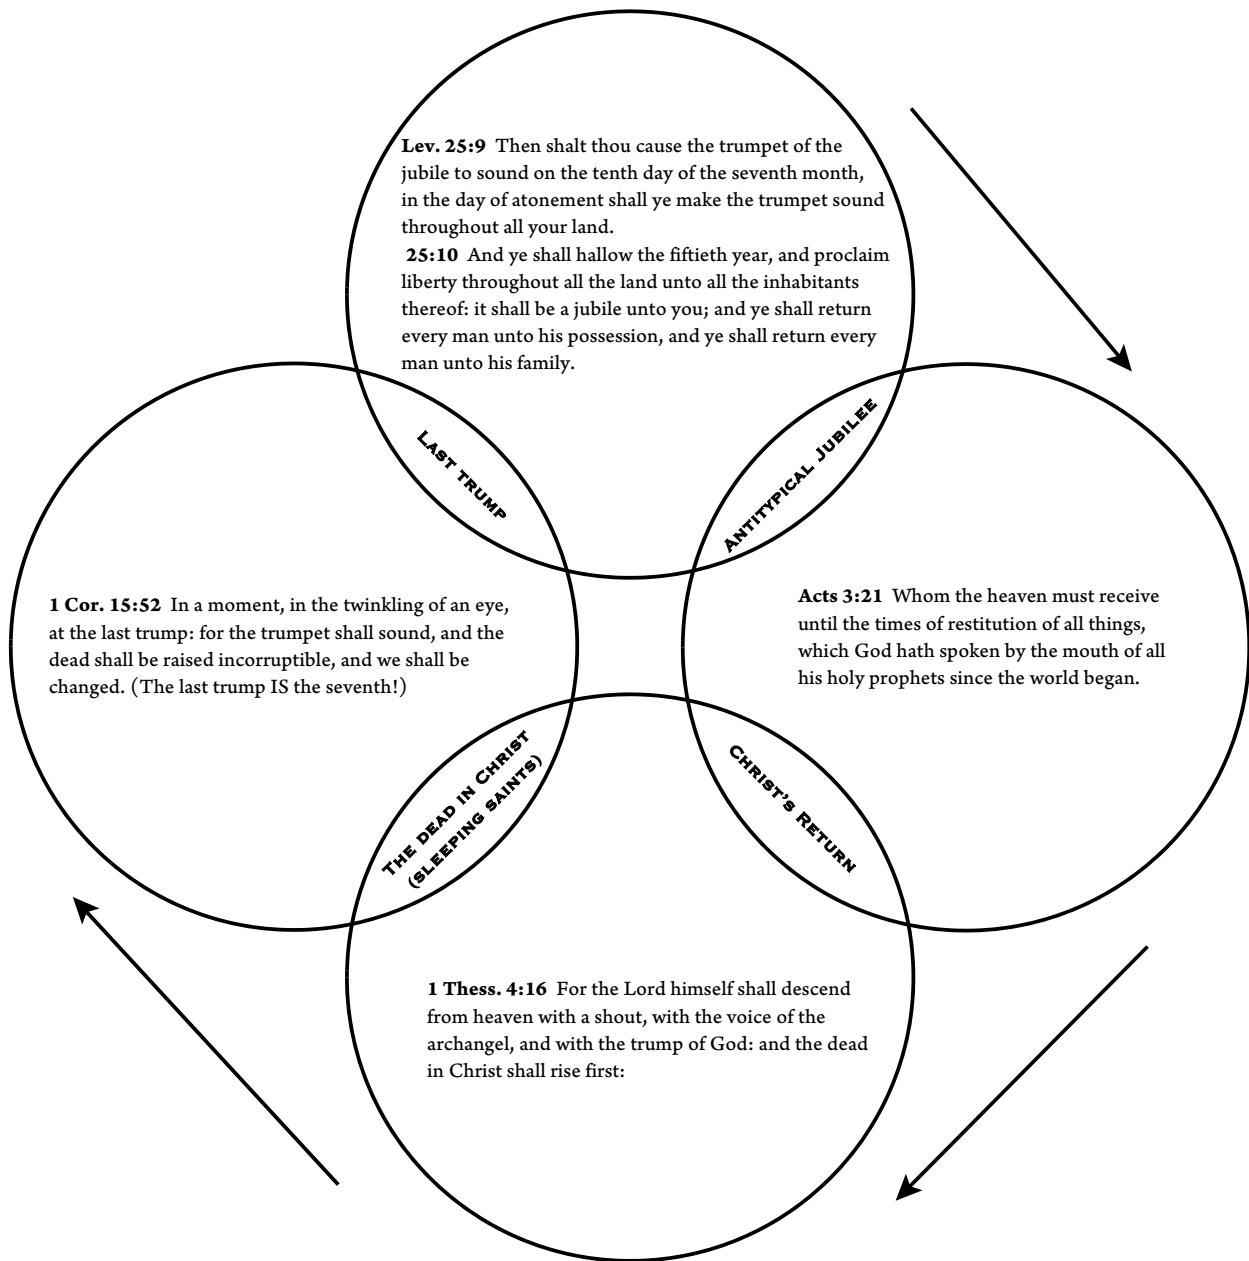 Lev. 25:9 Then shalt thou cause the trumpet of the
jubile to sound on the tenth day of the seventh month,
in the day of atonement shall ye make the trumpet sound
throughout all your land.
25:10 And ye shall hallow the fiftieth year, and proclaim
liberty throughout all the land unto all the inhabitants
thereof: it shall be a jubile unto you; and ye shall return
every man unto his possession, and ye shall return every
man unto his family.
Last trump
Antitypical Jubilee
1 Cor. 15:52 In a moment, in the twinkling of an eye,
at the last trump: for the trumpet shall sound, and the
dead shall be raised incorruptible, and we shall be
changed. (The last trump IS the seventh!)
Acts 3:21 Whom the heaven must receive
until the times of restitution of all things,
which God hath spoken by the mouth of all
his holy prophets since the world began.
The dead in Christ
(sleeping saints)
Christ's Return
1 Thess. 4:16 For the Lord himself shall descend
from heaven with a shout, with the voice of the
archangel, and with the trump of God: and the dead
in Christ shall rise first: